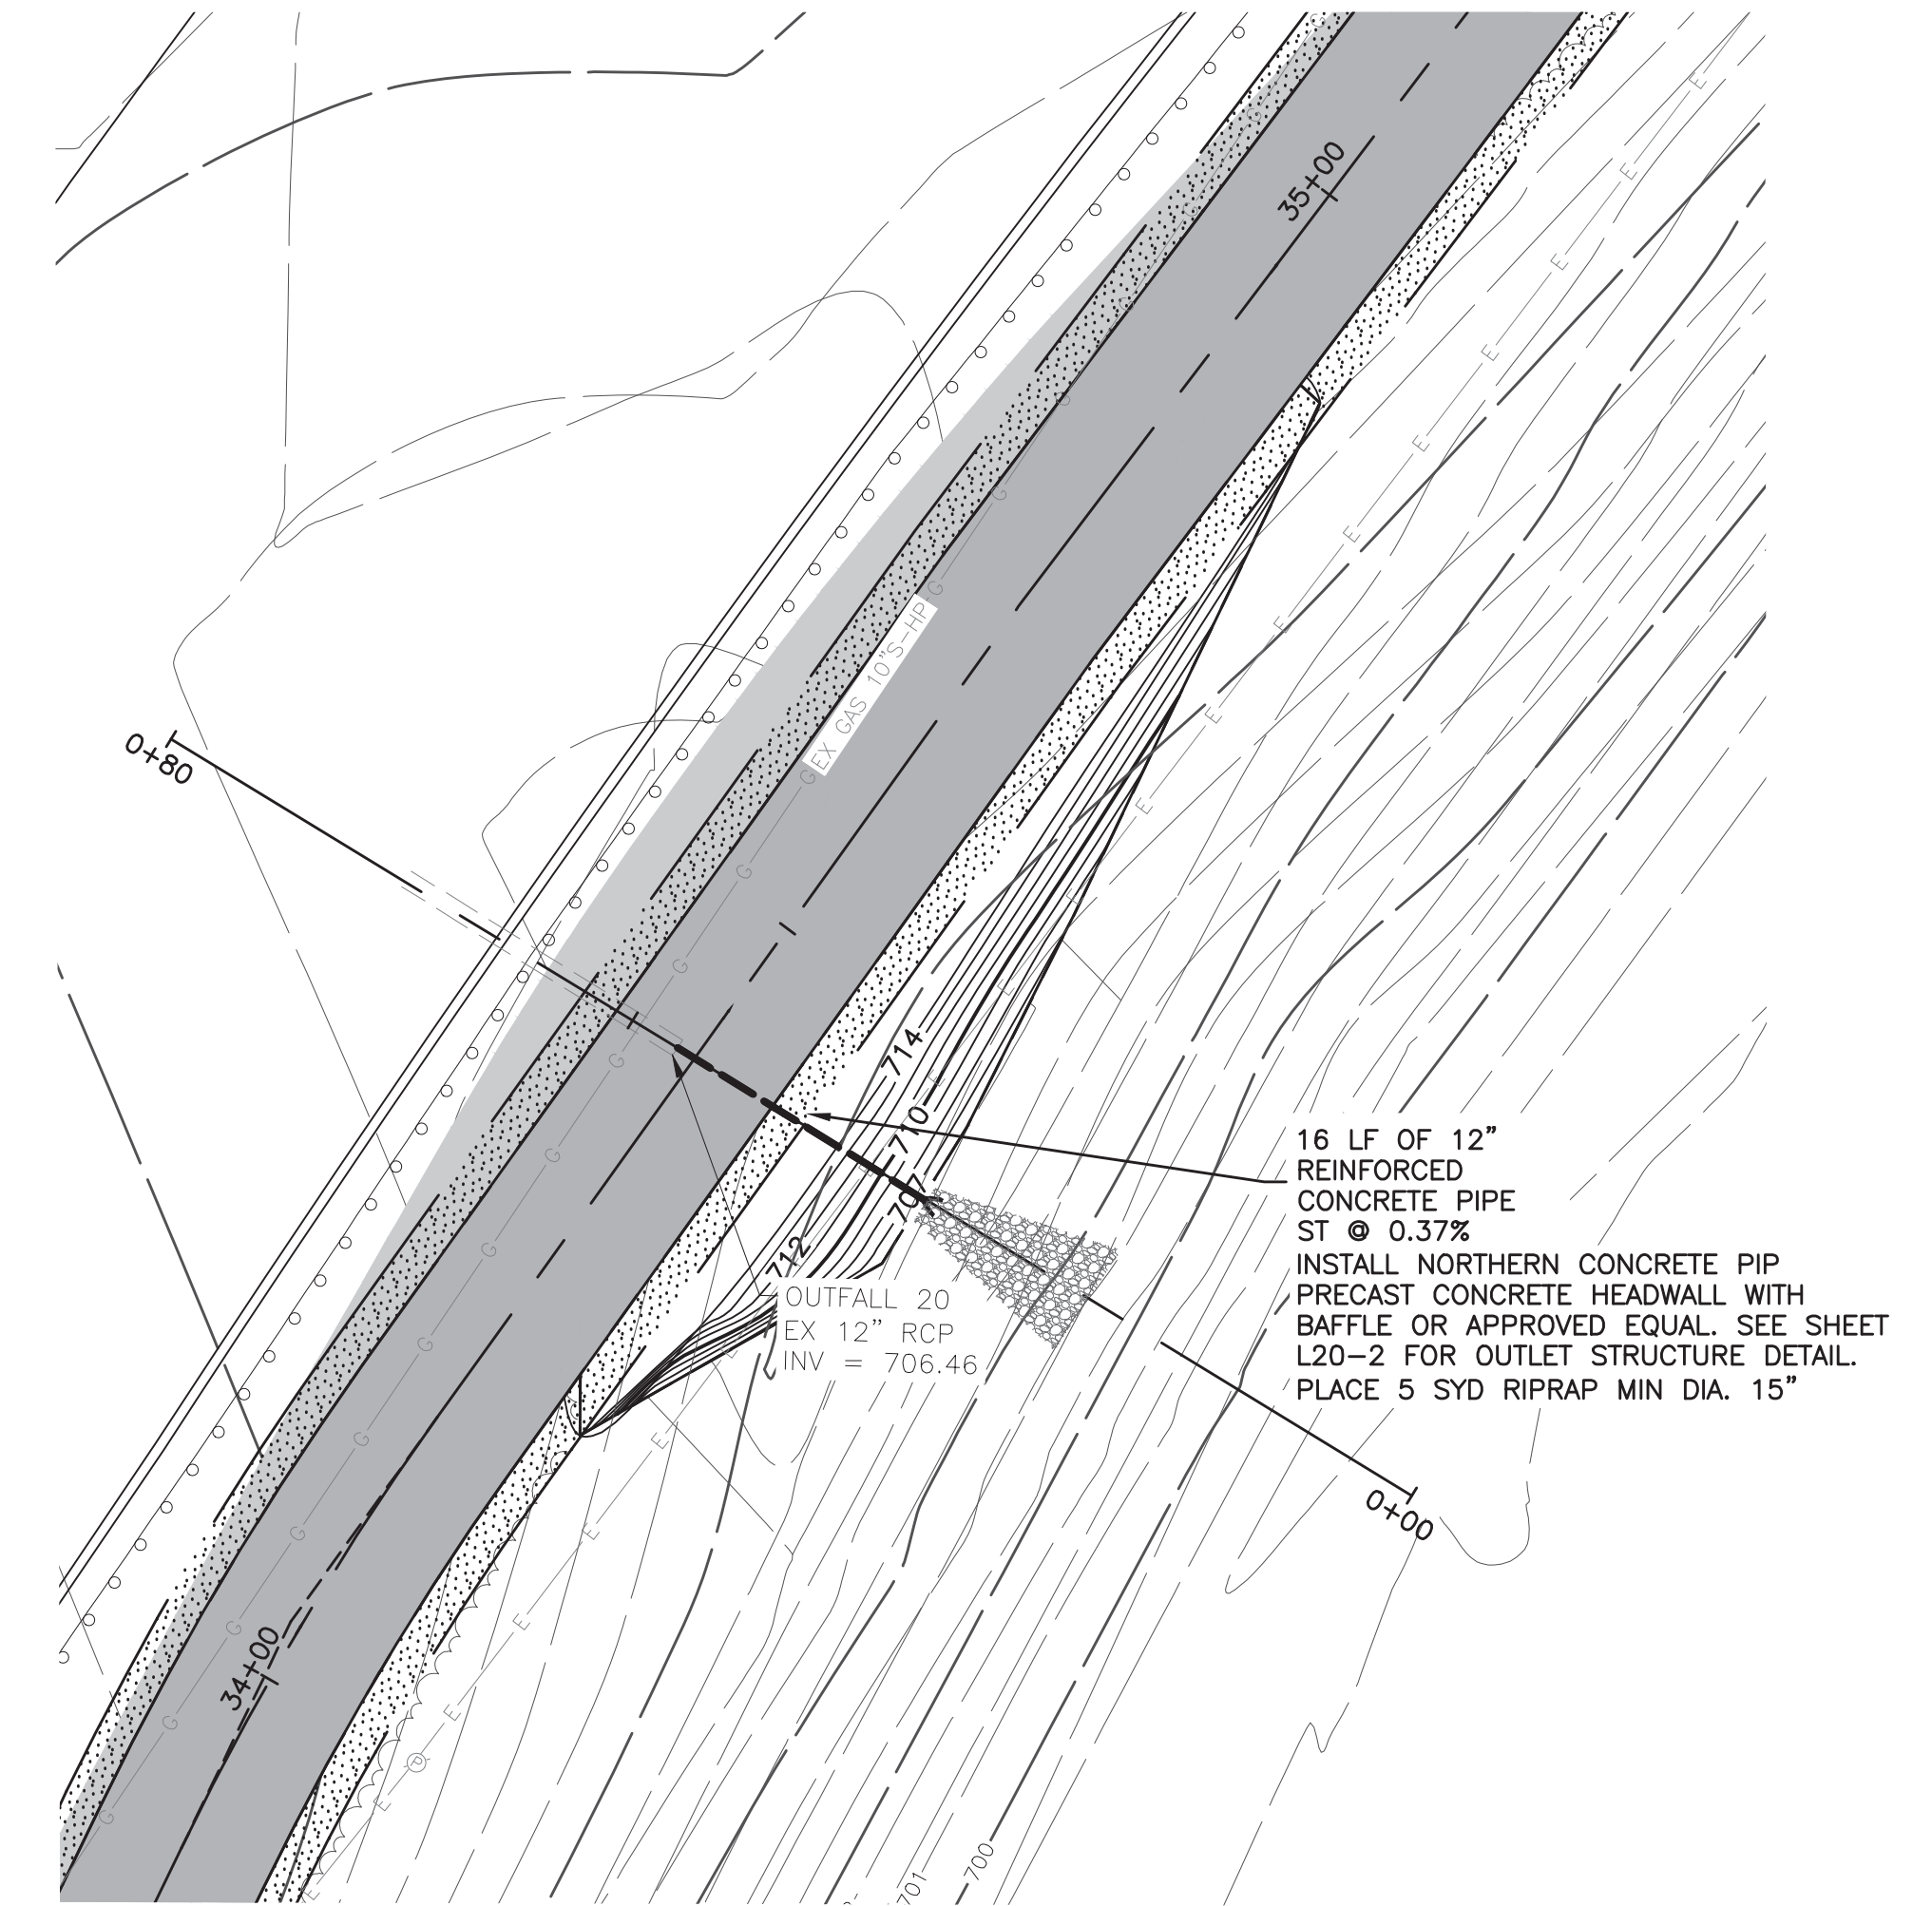 35+00
EX GAS 10"S-HP
0+80
714
710
707
712
16 LF OF 12”
REINFORCED
CONCRETE PIPE
ST @ 0.37%
INSTALL NORTHERN CONCRETE PIP
PRECAST CONCRETE HEADWALL WITH
BAFFLE OR APPROVED EQUAL. SEE SHEET
L20-2 FOR OUTLET STRUCTURE DETAIL.
PLACE 5 SYD RIPRAP MIN DIA. 15”
OUTFALL 20
EX 12” RCP
INV = 706.46
0+00
34+00
701
700